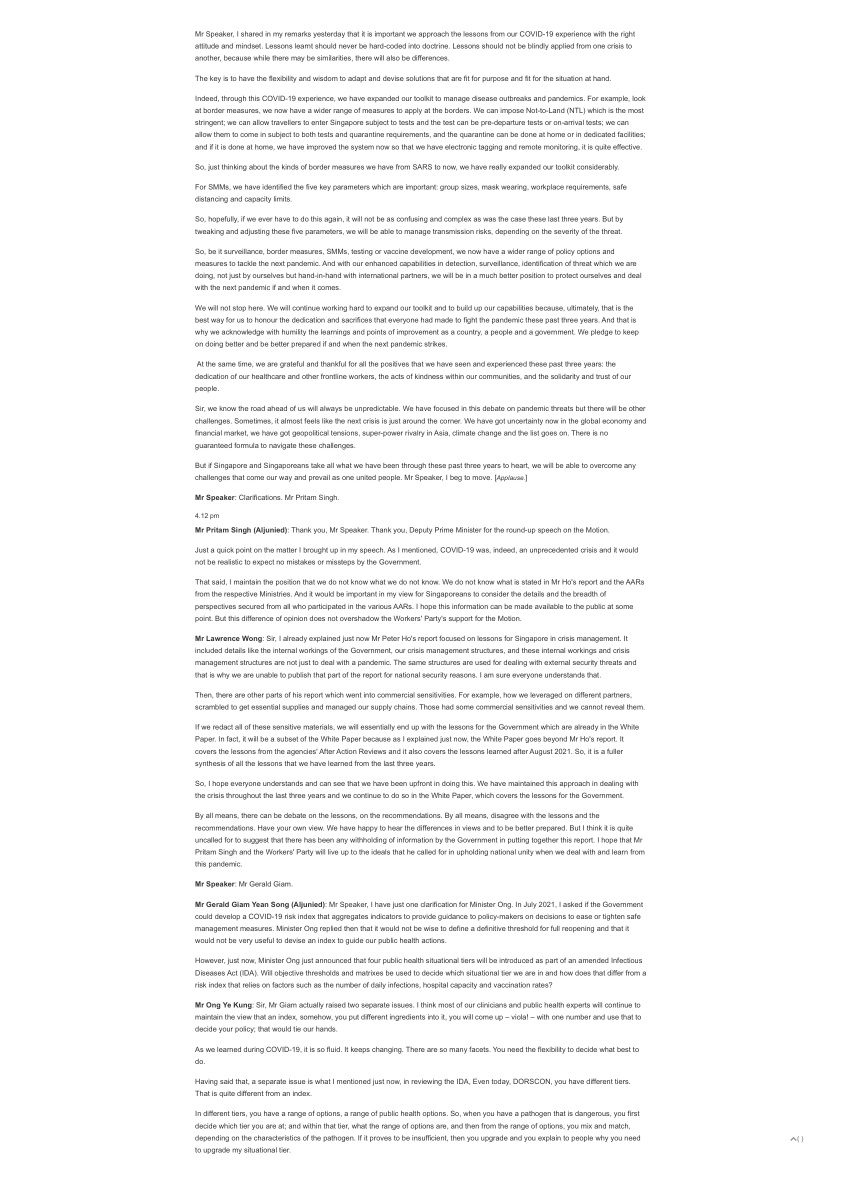 Mr Speaker, I shared in my remarks yesterday that it is important we approach the lessons from our COVID-19 experience with the right
attitude and mindset. Lessons learnt should never be hard-coded into doctrine. Lessons should not be blindly applied from one crisis to
another, because while there may be similarities, there will also be differences.
The key is to have the flexibility and wisdom to adapt and devise solutions that are fit for purpose and fit for the situation at hand.
Indeed, through this COVID-19 experience, we have expanded our toolkit to manage disease outbreaks and pandemics. For example, look
at border measures, we now have a wider range of measures to apply at the borders. We can impose Not-to-Land (NTL) which is the most
stringent; we can allow travellers to enter Singapore subject to tests and the test can be pre-departure tests or on-arrival tests; we can
allow them to come in subject to both tests and quarantine requirements, and the quarantine can be done at home or in dedicated facilities;
and if it is done at home, we have improved the system now so that we have electronic tagging and remote monitoring, it is quite effective.
So, just thinking about the kinds of border measures we have from SARS to now, we have really expanded our toolkit considerably.
For SMMs, we have identified the five key parameters which are important: group sizes, mask wearing, workplace requirements, safe
distancing and capacity limits.
So, hopefully, if we ever have to do this again, it will not be as confusing and complex as was the case these last three years. But by
tweaking and adjusting these five parameters, we will be able to manage transmission risks, depending on the severity of the threat.
So, be it surveillance, border measures, SMMs, testing or vaccine development, we now have a wider range of policy options and
measures to tackle the next pandemic. And with our enhanced capabilities in detection, surveillance, identification of threat which we are
doing, not just by ourselves but hand-in-hand with international partners, we will be in a much better position to protect ourselves and deal
with the next pandemic if and when it comes.
We will not stop here. We will continue working hard to expand our toolkit and to build up our capabilities because, ultimately, that is the
best way for us to honour the dedication and sacrifices that everyone had made to fight the pandemic these past three years. And that is
why we acknowledge with humility the learnings and points of improvement as a country, a people and a government. We pledge to keep
on doing better and be better prepared if and when the next pandemic strikes.
At the same time, we are grateful and thankful for all the positives that we have seen and experienced these past three years: the
dedication of our healthcare and other frontline workers, the acts of kindness within our communities, and the solidarity and trust of our
people.
Sir, we know the road ahead of us will always be unpredictable. We have focused in this debate on pandemic threats but there will be other
challenges. Sometimes, it almost feels like the next crisis is just around the corner. We have got uncertainty now in the global economy and
financial market, we have got geopolitical tensions, super-power rivalry in Asia, climate change and the list goes on. There is no
guaranteed formula to navigate these challenges.
But if Singapore and Singaporeans take all what we have been through these past three years to heart, we will be able to overcome any
challenges that come our way and prevail as one united people. Mr Speaker, I beg to move. [Applause.]
Mr Speaker: Clarifications. Mr Pritam Singh.
4.12 pm
Mr Pritam Singh (Aljunied): Thank you, Mr Speaker. Thank you, Deputy Prime Minister for the round-up speech on the Motion.
Just a quick point on the matter I brought up in my speech. As I mentioned, COVID-19 was, indeed, an unprecedented crisis and it would
not be realistic to expect no mistakes or missteps by the Government.
That said, I maintain the position that we do not know what we do not know. We do not know what is stated in Mr Ho's report and the AARs
from the respective Ministries. And it would be important in my view for Singaporeans to consider the details and the breadth of
perspectives secured from all who participated in the various AARs. I hope this information can be made available to the public at some
point. But this difference of opinion does not overshadow the Workers' Party's support for the Motion.
Mr Lawrence Wong: Sir, I already explained just now Mr Peter Ho's report focused on lessons for Singapore in crisis management. It
included details like the internal workings of the Government, our crisis management structures, and these internal workings and crisis
management structures are not just to deal with a pandemic. The same structures are used for dealing with external security threats and
that is why we are unable to publish that part of the report for national security reasons. I am sure everyone understands that.
Then, there are other parts of his report which went into commercial sensitivities. For example, how we leveraged on different partners,
scrambled to get essential supplies and managed our supply chains. Those had some commercial sensitivities and we cannot reveal them.
If we redact all of these sensitive materials, we will essentially end up with the lessons for the Government which are already in the White
Paper. In fact, it will be a subset of the White Paper because as I explained just now, the White Paper goes beyond Mr Ho's report. It
covers the lessons from the agencies' After Action Reviews and it also covers the lessons learned after August 2021. So, it is a fuller
synthesis of all the lessons that we have learned from the last three years.
So, I hope everyone understands and can see that we have been upfront in doing this. We have maintained this approach in dealing with
the crisis throughout the last three years and we continue to do so in the White Paper, which covers the lessons for the Government.
By all means, there can be debate on the lessons, on the recommendations. By all means, disagree with the lessons and the
recommendations. Have your own view. We have happy to hear the differences in views and to be better prepared. But I think it is quite
uncalled for to suggest that there has been any withholding of information by the Government in putting together this report. I hope that Mr
Pritam Singh and the Workers' Party will live up to the ideals that he called for in upholding national unity when we deal with and learn from
this pandemic.
Mr Speaker: Mr Gerald Giam.
Mr Gerald Giam Yean Song (Aljunied): Mr Speaker, I have just one clarification for Minister Ong. In July 2021, I asked if the Government
could develop a COVID-19 risk index that aggregates indicators to provide guidance to policy-makers on decisions to ease or tighten safe
management measures. Minister Ong replied then that it would not be wise to define a definitive threshold for full reopening and that it
would not be very useful to devise an index to guide our public health actions.
However, just now, Minister Ong just announced that four public health situational tiers will be introduced as part of an amended Infectious
Diseases Act (IDA). Will objective thresholds and matrixes be used to decide which situational tier we are in and how does that differ from a
risk index that relies on factors such as the number of daily infections, hospital capacity and vaccination rates?
Mr Ong Ye Kung: Sir, Mr Giam actually raised two separate issues. I think most of our clinicians and public health experts will continue to
maintain the view that an index, somehow, you put different ingredients into it, you will come up – viola! – with one number and use that to
decide your policy; that would tie our hands.
As we learned during COVID-19, it is so fluid. It keeps changing. There are so many facets. You need the flexibility to decide what best to
do.
Having said that, a separate issue is what I mentioned just now, in reviewing the IDA, Even today, DORSCON, you have different tiers.
That is quite different from an index.
In different tiers, you have a range of options, a range of public health options. So, when you have a pathogen that is dangerous, you first
decide which tier you are at; and within that tier, what the range of options are, and then from the range of options, you mix and match,
depending on the characteristics of the pathogen. If it proves to be insufficient, then you upgrade and you explain to people why you need
to upgrade my situational tier.